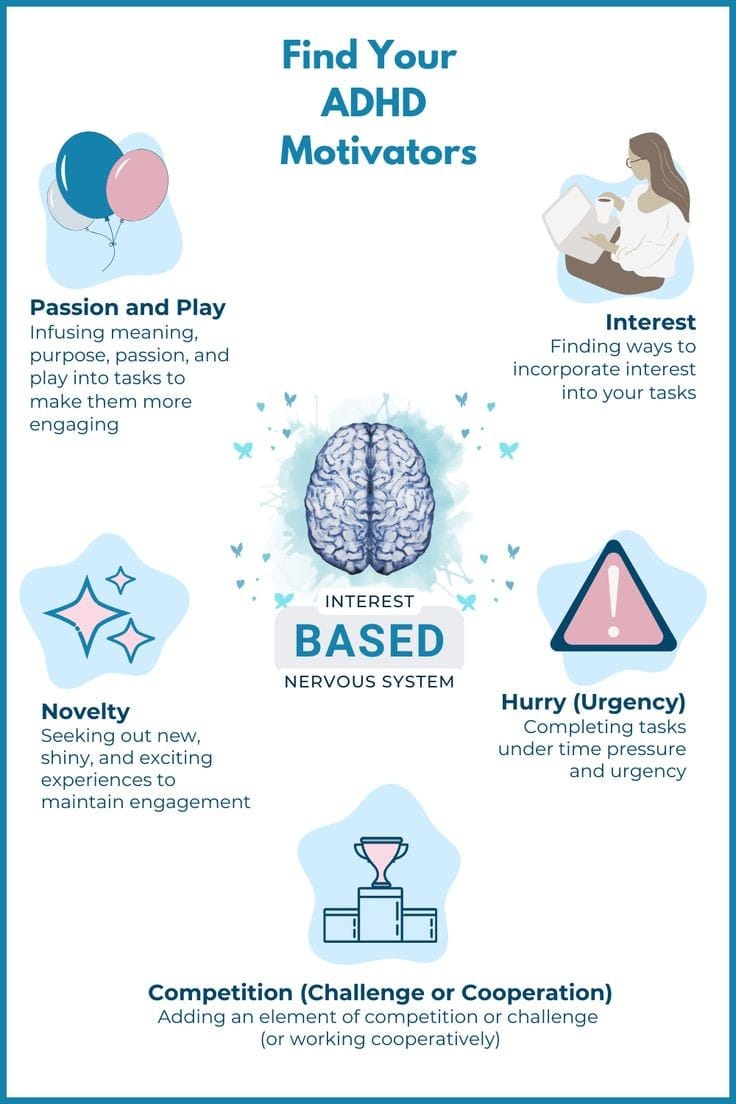 Find Your
ADHD
Motivators
Passion and Play
Infusing meaning,
purpose, passion, and
play into tasks to
make them more
engaging
Interest
Finding ways to
incorporate interest
into your tasks
INTEREST
BASED
NERVOUS SYSTEM
Novelty
Seeking out new,
shiny, and exciting
experiences to
maintain engagement
Hurry (Urgency)
Completing tasks
under time pressure
and urgency
Competition (Challenge or Cooperation)
Adding an element of competition or challenge
(or working cooperatively)